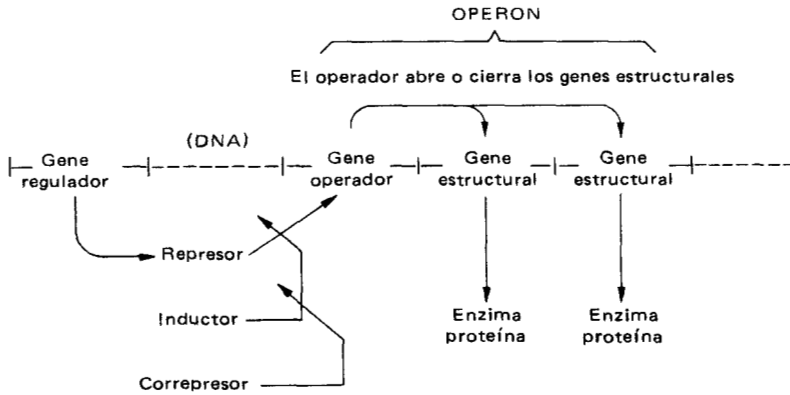 OPERON
El operador abre o cierra los genes estructurales
(DNA)
Gene
regulador
Gene
operador
Gene
estructural
Gene
estructural
Represor
Inductor
Correpresor
Enzima
proteína
Enzima
proteína